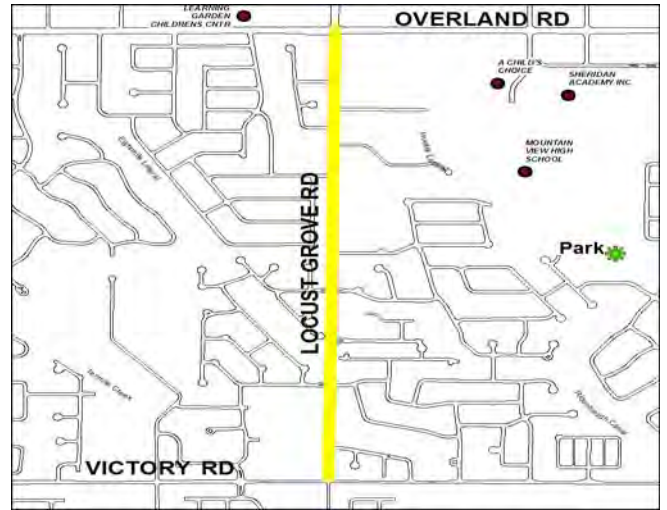 LEARNING
GARDEN
CHILDRENS CNTR
OVERLAND RD
A CHILD'S
CHOICE
SHERIDAN
ACADEMY INC.
MOUNTAIN
VIEW HIGH
SCHOOL
LOCUST GROVE RD
Park
VICTORY RD